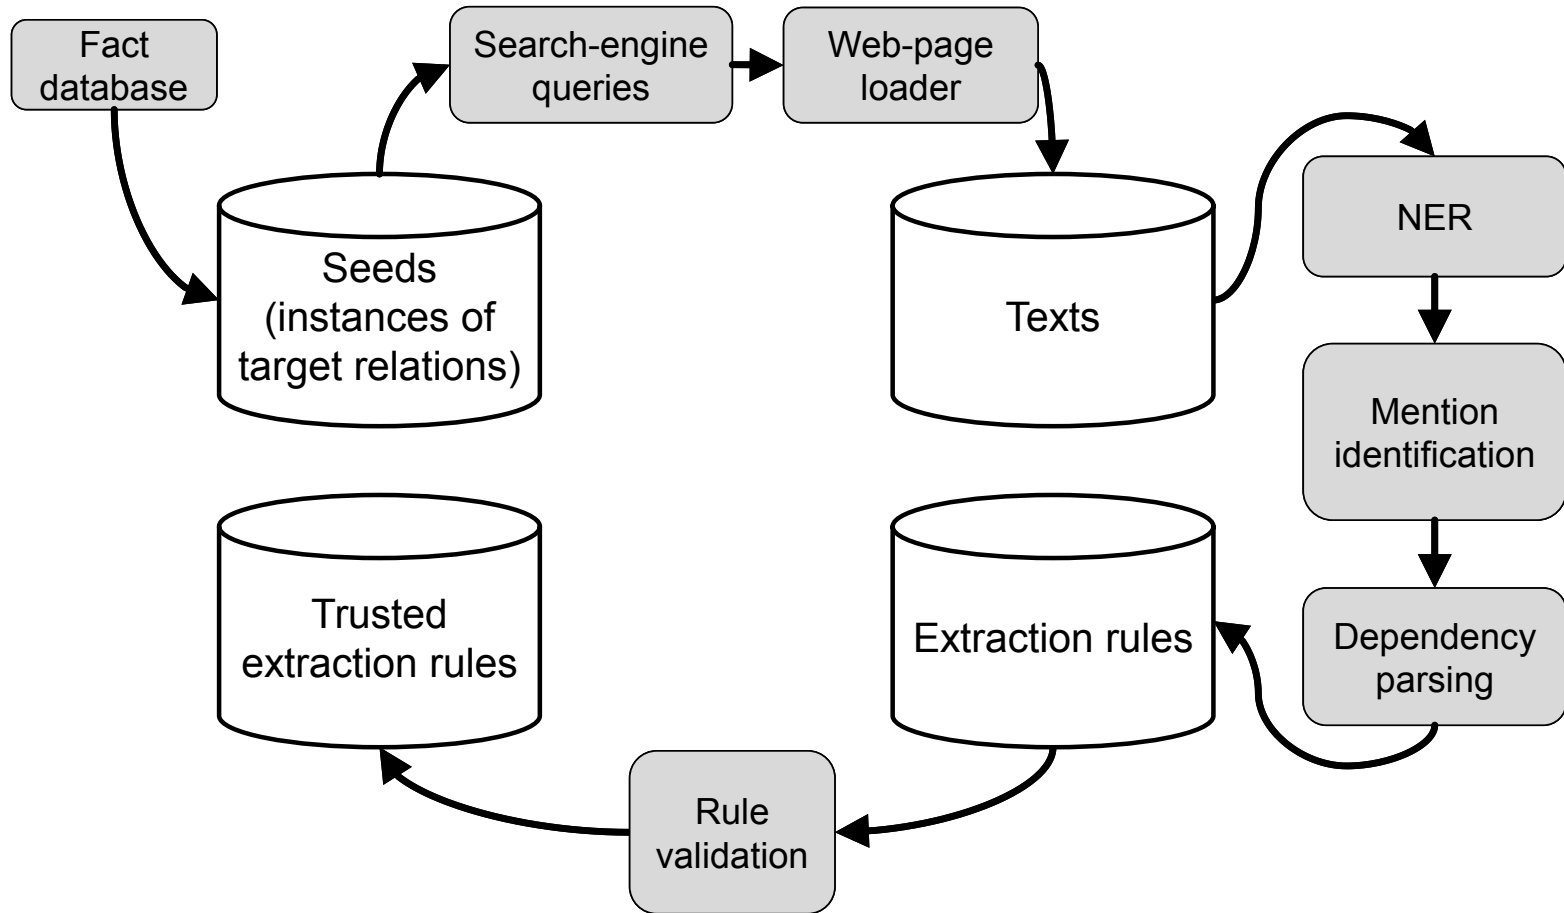 Fact
database
Search-engine
queries
Web-page
loader
Seeds
(instances of
target relations)
Texts
NER
Mention
identification
Dependency
parsing
Extraction rules
Rule
validation
Trusted
extraction rules